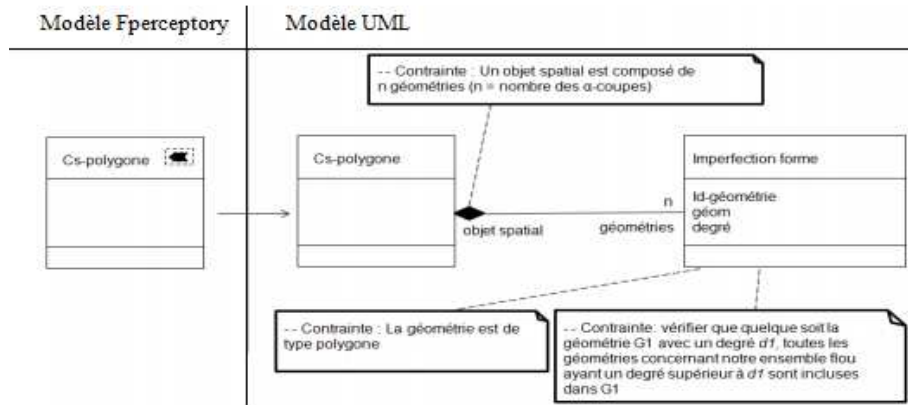 Modèle Fperceptory
Modèle UML
-- Contrainte : Un objet spatial est composé de
n géométries (n = nombre des α-coupes)
Cs-polygone
Cs-polygone
Imperfection forme
Id-géométrie
géom
degré
n
objet spatial
géométries
-- Contrainte : La géométrie est de
type polygone
-- Contrainte: vérifier que quelque soit la
géométrie G1 avec un degré d1, toutes les
géométries concernant notre ensemble flou
ayant un degré supérieur à d1 sont incluses
dans G1